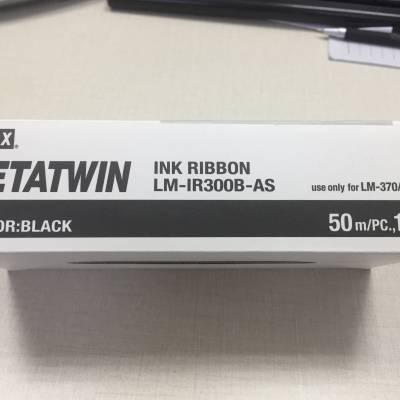 X®
ETATWIN
INK RIBBON
LM-IR300B-AS
use only for LM-370
OR:BLACK
50 m/PC.,1